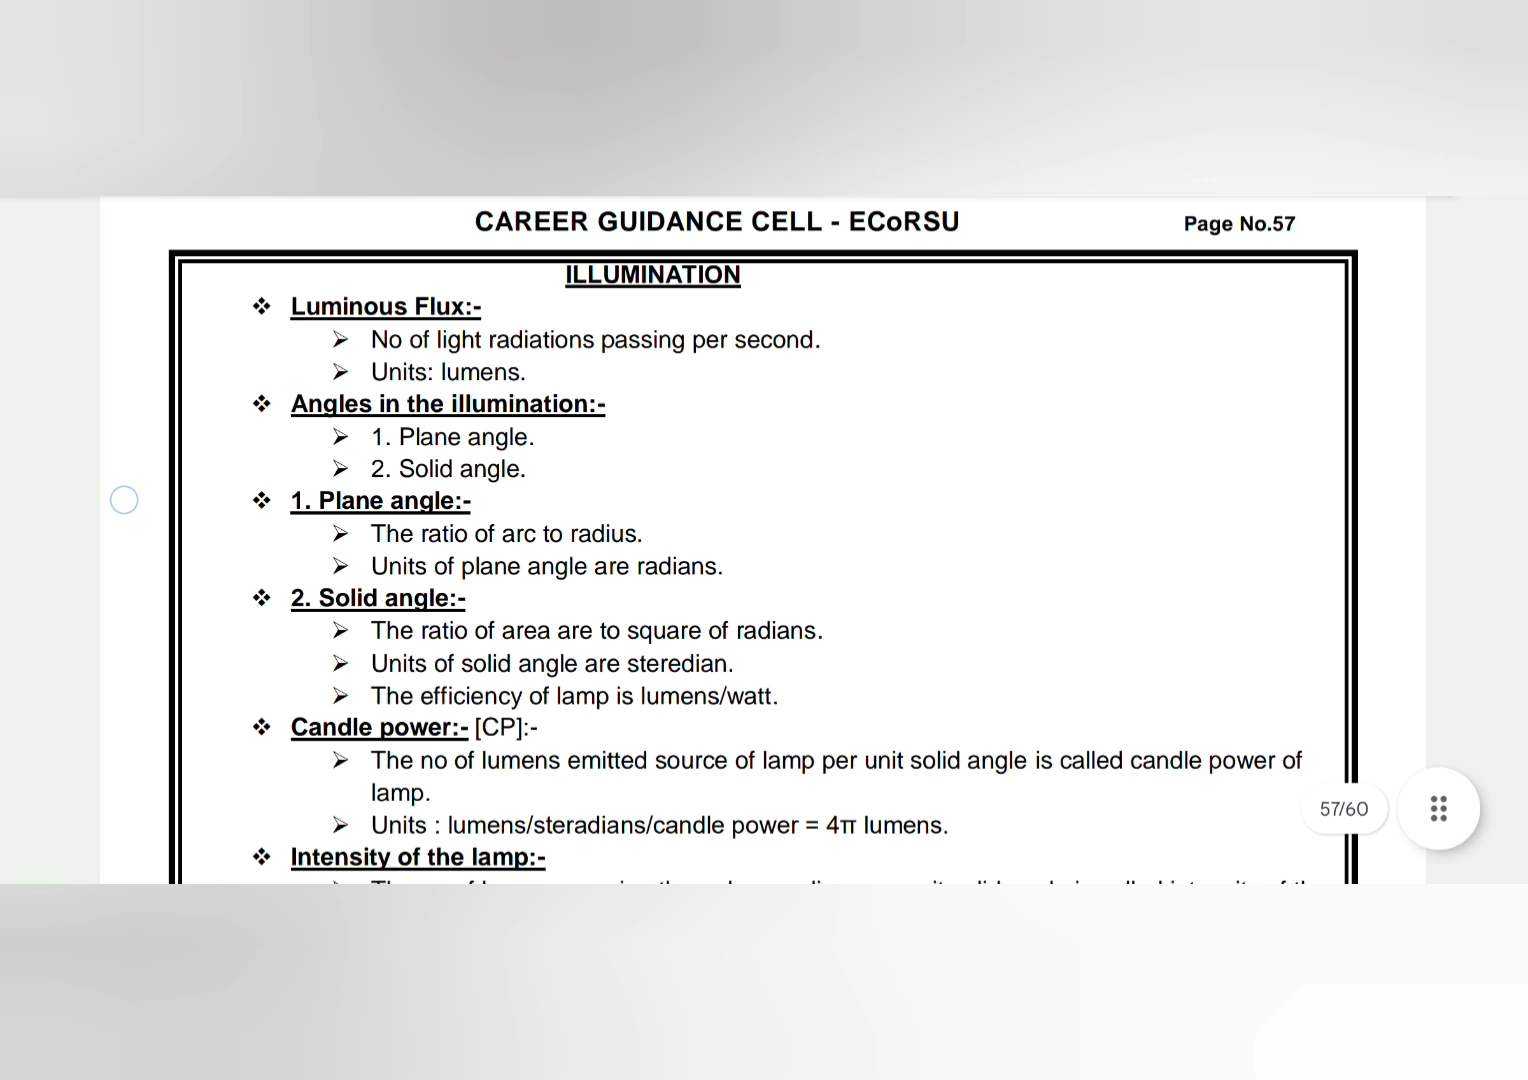 CAREER GUIDANCE CELL - ECoRSU Page No.57
ILLUMINATION
❖ Luminous Flux:-
➢ No of light radiations passing per second.
➢ Units: lumens.
❖ Angles in the illumination:-
➢ 1. Plane angle.
➢ 2. Solid angle.
❖ 1. Plane angle:-
➢ The ratio of arc to radius.
➢ Units of plane angle are radians.
❖ 2. Solid angle:-
➢ The ratio of area are to square of radians.
➢ Units of solid angle are steredian.
➢ The efficiency of lamp is lumens/watt.
❖ Candle power:- [CP]:-
➢ The no of lumens emitted source of lamp per unit solid angle is called candle power of
lamp.
➢ Units : lumens/steradians/candle power = 4π lumens.
57/60
❖ Intensity of the lamp:-